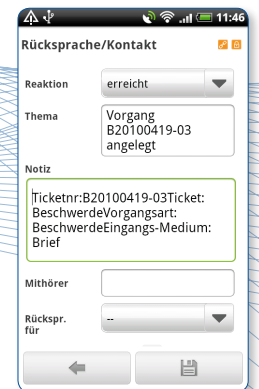 11:46
Rücksprache/Kontakt
Reaktion
erreicht
Thema
Vorgang
B20100419-03
angelegt
Notiz
Ticketnr:B20100419-03Ticket:
BeschwerdeVorgangsart:
BeschwerdeEingangs-Medium:
Brief
Mithörer
Rückspr.
für
--